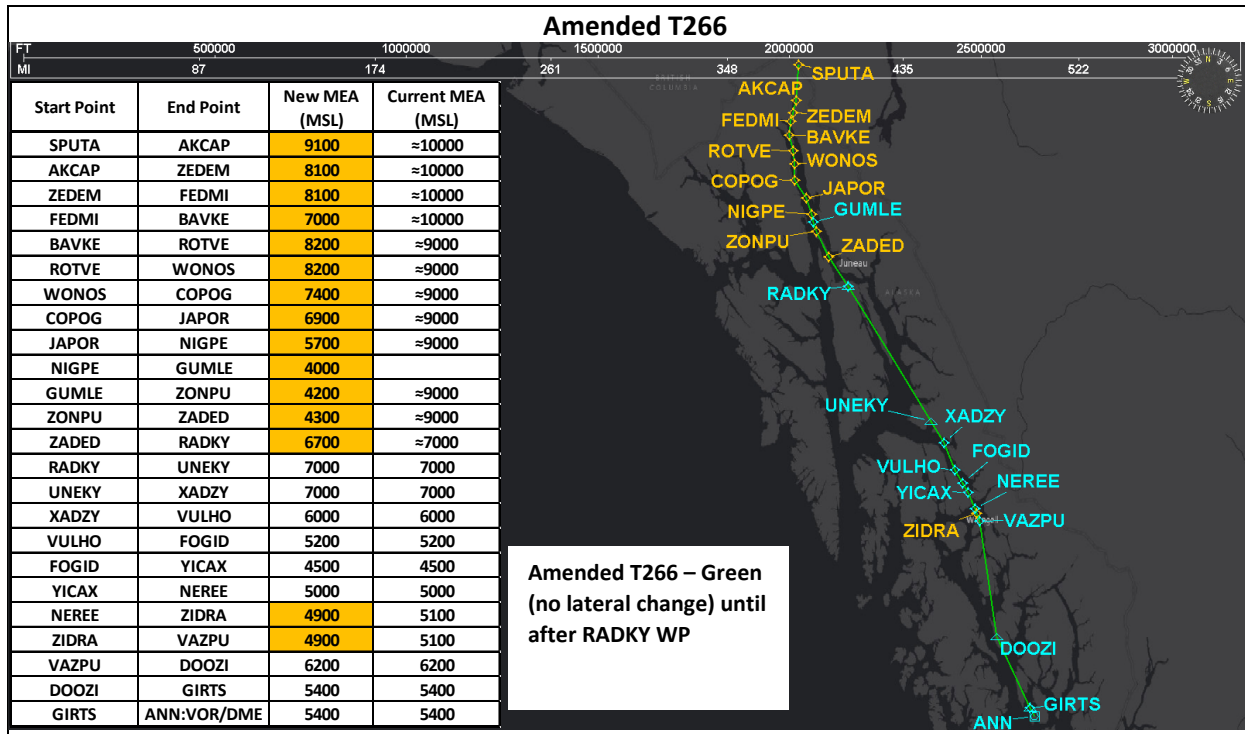 Amended T266
FT 500000 1000000 1500000 2000000 2500000 3000000
MI 87 174 261 348 435 522
Start Point End Point New MEA (MSL) Current MEA (MSL)
SPUTA AKCAP 9100 ≈10000
AKCAP ZEDEM 8100 ≈10000
ZEDEM FEDMI 8100 ≈10000
FEDMI BAVKE 7000 ≈10000
BAVKE ROTVE 8200 ≈9000
ROTVE WONOS 8200 ≈9000
WONOS COPOG 7400 ≈9000
COPOG JAPOR 6900 ≈9000
JAPOR NIGPE 5700 ≈9000
NIGPE GUMLE 4000
GUMLE ZONPU 4200 ≈9000
ZONPU ZADED 4300 ≈9000
ZADED RADKY 6700 ≈7000
RADKY UNEKY 7000 7000
UNEKY XADZY 7000 7000
XADZY VULHO 6000 6000
VULHO FOGID 5200 5200
FOGID YICAX 4500 4500
YICAX NEREE 5000 5000
NEREE ZIDRA 4900 5100
ZIDRA VAZPU 4900 5100
VAZPU DOOZI 6200 6200
DOOZI GIRTS 5400 5400
GIRTS ANN:VOR/DME 5400 5400
BRITISH
COLUMBIA
SPUTA
AKCAP
ZEDEM
FEDMI
BAVKE
ROTVE
WONOS
COPOG
JAPOR
NIGPE
GUMLE
ZONPU
ZADED
Juneau
RADKY
ALASKA
UNEKY
XADZY
FOGID
VULHO
NEREE
YICAX
ZIDRA
VAZPU
DOOZI
GIRTS
ANN
Amended T266 – Green
(no lateral change) until
after RADKY WP